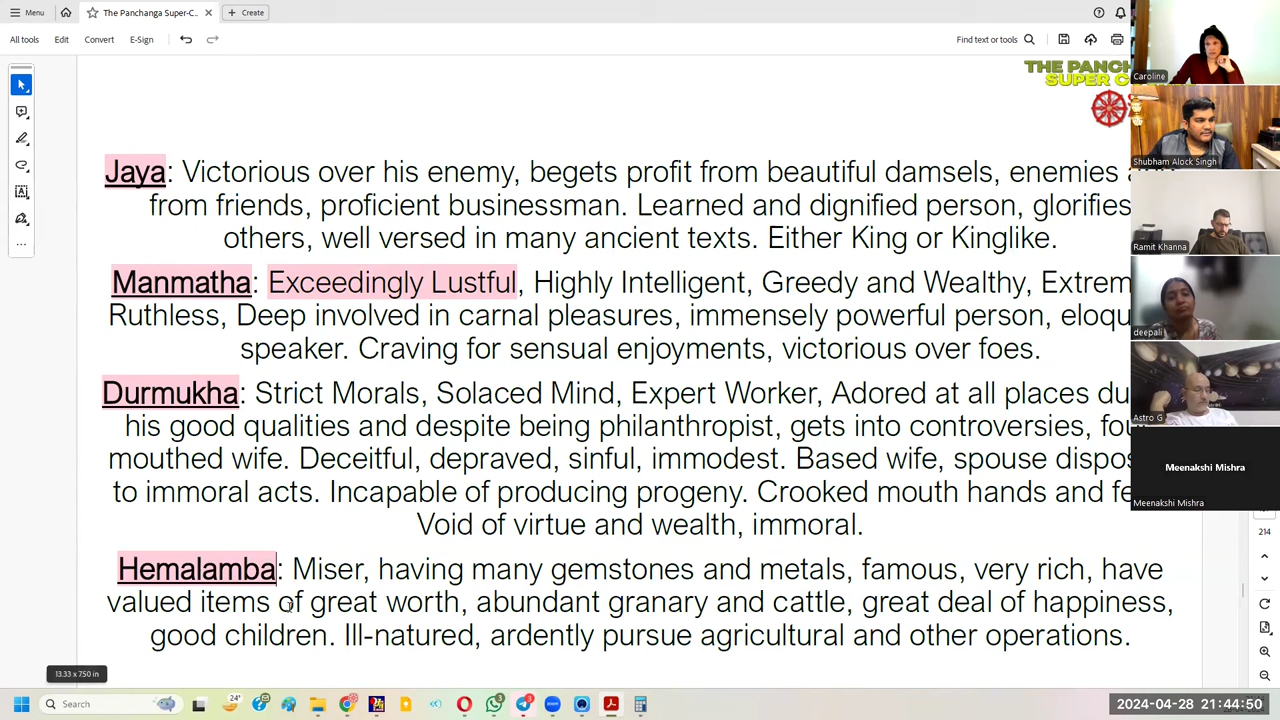 Menu
The Panchanga Super-C..
Create
All tools
Edit
Convert
E-Sign
Find text or tools
THE PANCH
SUPER C
Jaya: Victorious over his enemy, begets profit from beautiful damsels, enemies
from friends, proficient businessman. Learned and dignified person, glorifies
others, well versed in many ancient texts. Either King or Kinglike.
Manmatha: Exceedingly Lustful, Highly Intelligent, Greedy and Wealthy, Extrem
Ruthless, Deep involved in carnal pleasures, immensely powerful person, eloqu
speaker. Craving for sensual enjoyments, victorious over foes.
Durmukha: Strict Morals, Solaced Mind, Expert Worker, Adored at all places du
his good qualities and despite being philanthropist, gets into controversies, fou
mouthed wife. Deceitful, depraved, sinful, immodest. Based wife, spouse dispos
to immoral acts. Incapable of producing progeny. Crooked mouth hands and fe
Void of virtue and wealth, immoral.
Hemalamba: Miser, having many gemstones and metals, famous, very rich, have
valued items of great worth, abundant granary and cattle, great deal of happiness,
good children. Ill-natured, ardently pursue agricultural and other operations.
Caroline
Shubham Alock Singh
Ramit Khanna
deepali
Astro G
Meenakshi Mishra
Meenakshi Mishra
214
13.33 x 7.50 in
Search
24°
2024-04-28 21:44:50